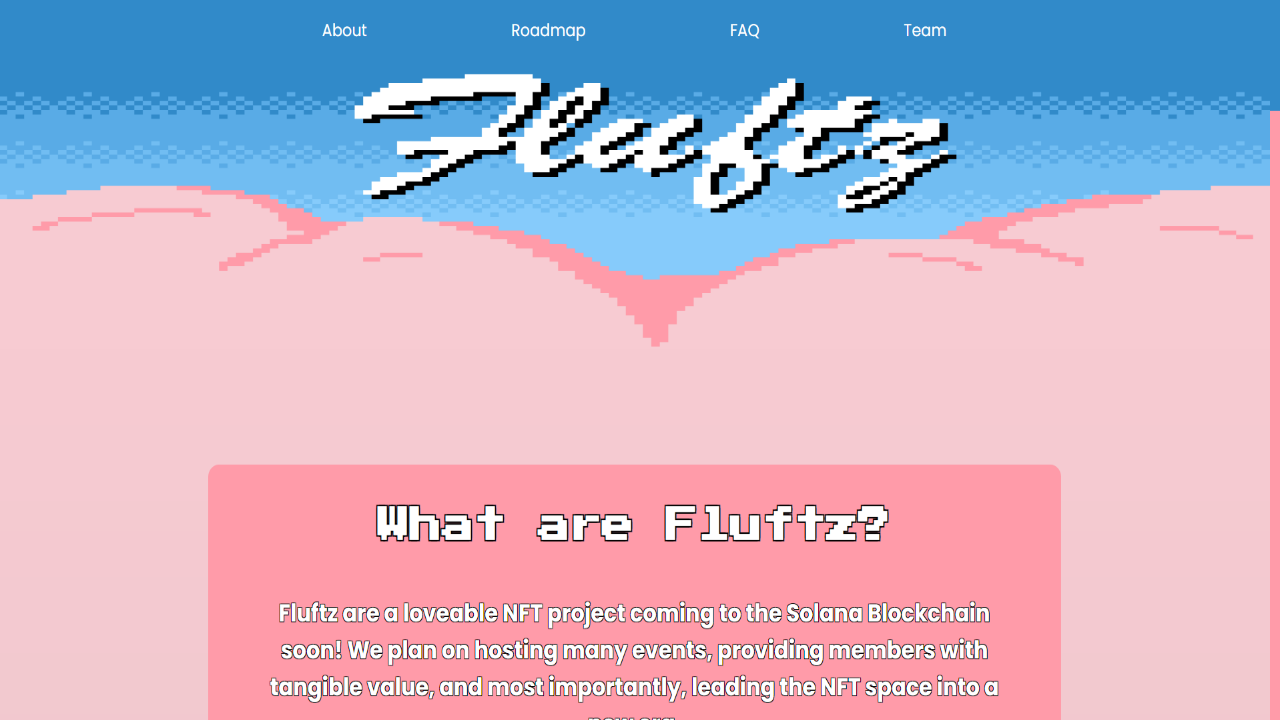 About Roadmap FAQ Team
Fluftz
What are Fluftz?
Fluftz are a loveable NFT project coming to the Solana Blockchain
soon! We plan on hosting many events, providing members with
tangible value, and most importantly, leading the NFT space into a
new era